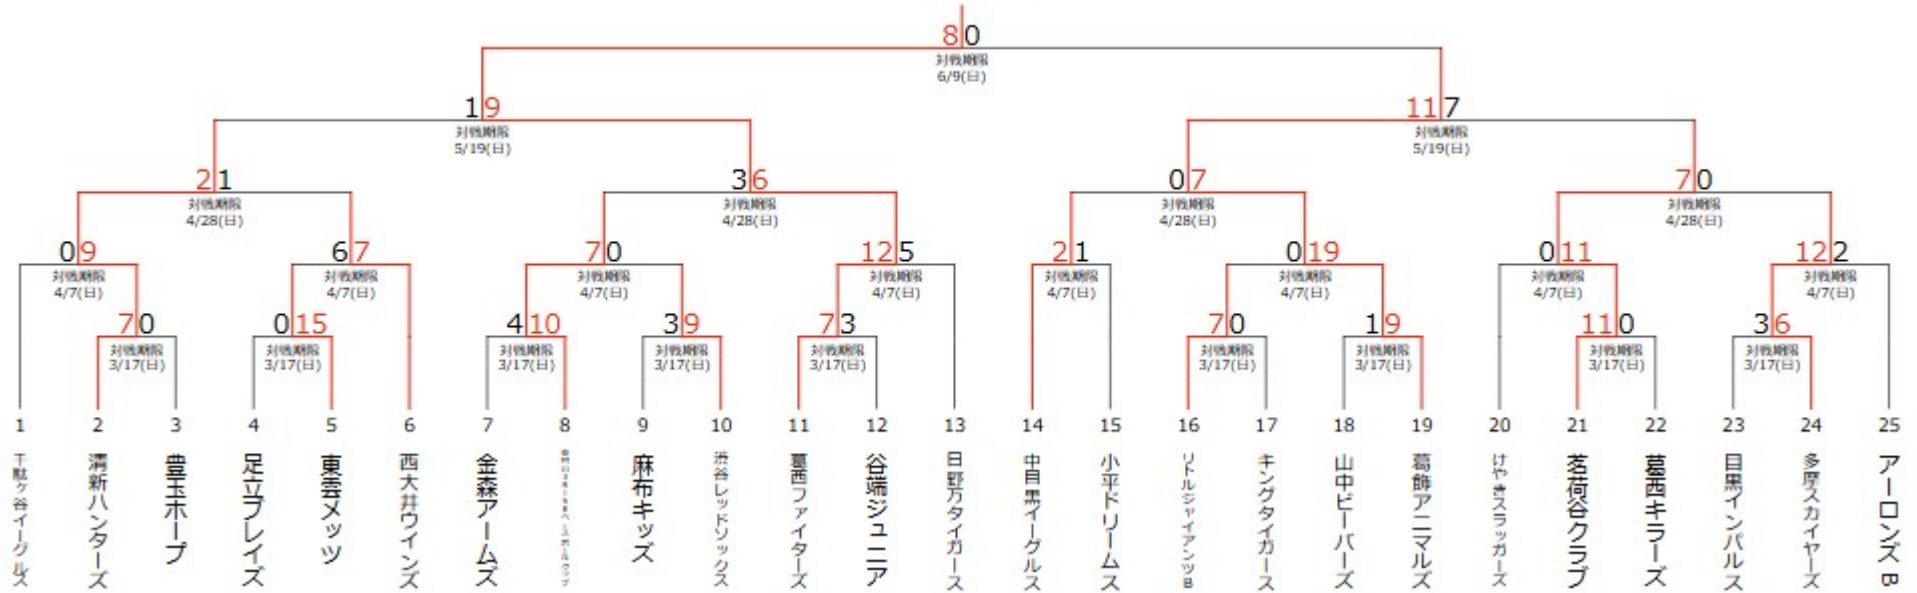 8 0
対戦期限
6/9(日)
1 9
対戦期限
5/19(日)
11 7
対戦期限
5/19(日)
2 1
対戦期限
4/28(日)
3 6
対戦期限
4/28(日)
0 7
対戦期限
4/28(日)
7 0
対戦期限
4/28(日)
0 9
対戦期限
4/7(日)
6 7
対戦期限
4/7(日)
7 0
対戦期限
4/7(日)
12 5
対戦期限
4/7(日)
2 1
対戦期限
4/7(日)
0 19
対戦期限
4/7(日)
0 11
対戦期限
4/7(日)
12 2
対戦期限
4/7(日)
7 0
対戦期限
3/17(日)
0 15
対戦期限
3/17(日)
4 10
対戦期限
3/17(日)
3 9
対戦期限
3/17(日)
7 3
対戦期限
3/17(日)
7 0
対戦期限
3/17(日)
1 9
対戦期限
3/17(日)
11 0
対戦期限
3/17(日)
3 6
対戦期限
3/17(日)
1
千駄ヶ谷イーグルス
2
清新ハンターズ
3
豊玉ホープ
4
足立ブレイズ
5
東雲メッツ
6
西大井ウインズ
7
金森アームズ
8
9
麻布キッズ
10
渋谷レッドソックス
11
葛西ファイターズ
12
谷端ジュニア
13
日野万タイガース
14
中目黒イーグルス
15
小平ドリームス
16
リトルジャイアンツB
17
キングタイガース
18
山中ビーバーズ
19
葛飾アニマルズ
20
けやきスラッガーズ
21
茗荷谷クラブ
22
葛西キラーズ
23
目黒インパルス
24
多摩スカイヤーズ
25
アーロンズB